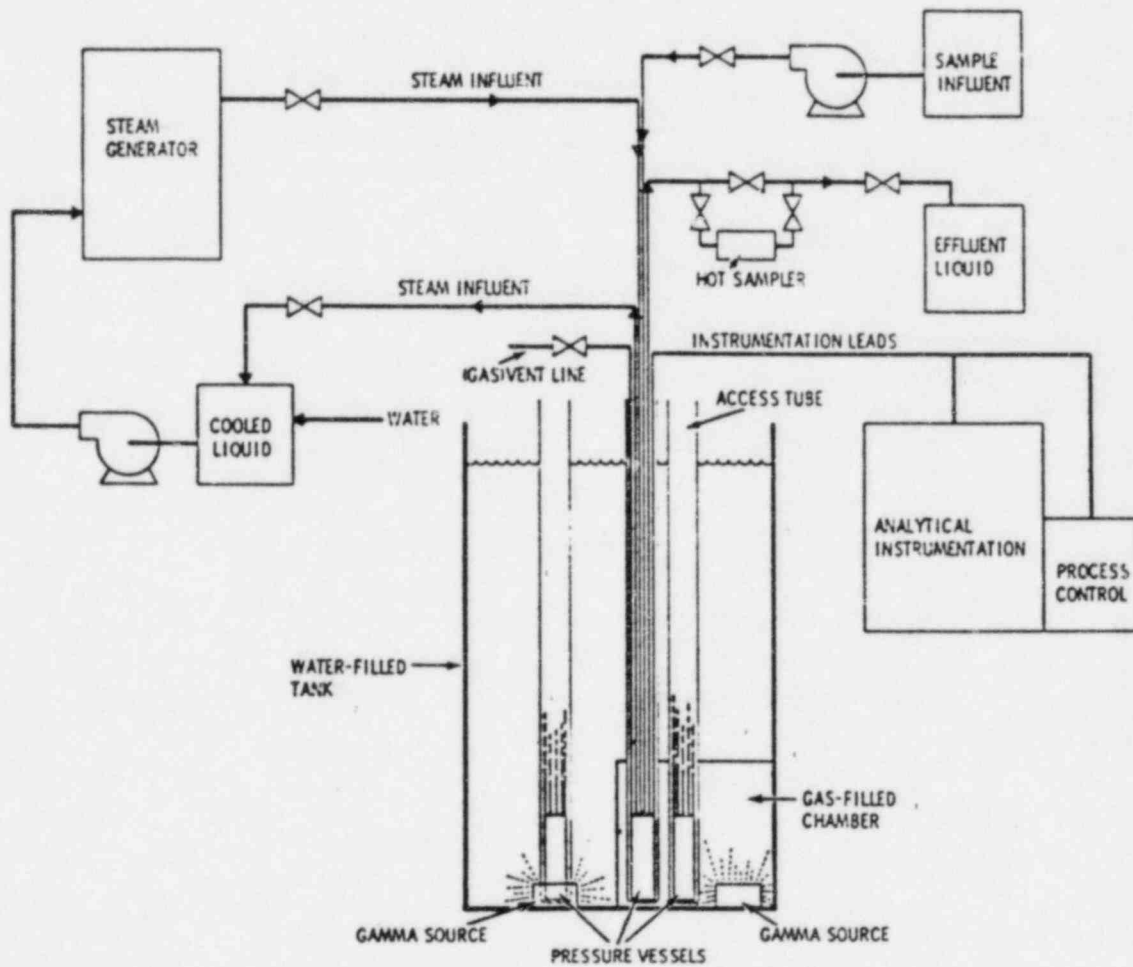 STEAM INFLUENT
SAMPLE
INFLUENT
STEAM
GENERATOR
EFFLUENT
LIQUID
HOT SAMPLER
STEAM INFLUENT
INSTRUMENTATION LEADS
(GAS)VENT LINE
ACCESS TUBE
COOLED
LIQUID
WATER
ANALYTICAL
INSTRUMENTATION
PROCESS
CONTROL
WATER-FILLED
TANK
GAS-FILLED
CHAMBER
GAMMA SOURCE
PRESSURE VESSELS
GAMMA SOURCE